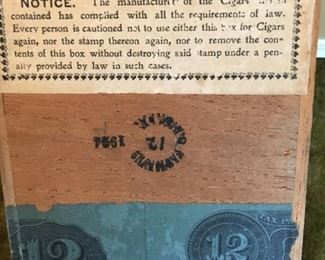 NOTICE. The manufacturer of the Cigars herein
contained has complied with all the requirements of law.
Every person is cautioned not to use either this box for Cigars
again, nor the stamp thereon again, nor to remove the con-
tents of this box without destroying said stamp under a pen-
alty provided by law in such cases.
12
12
12
TAX